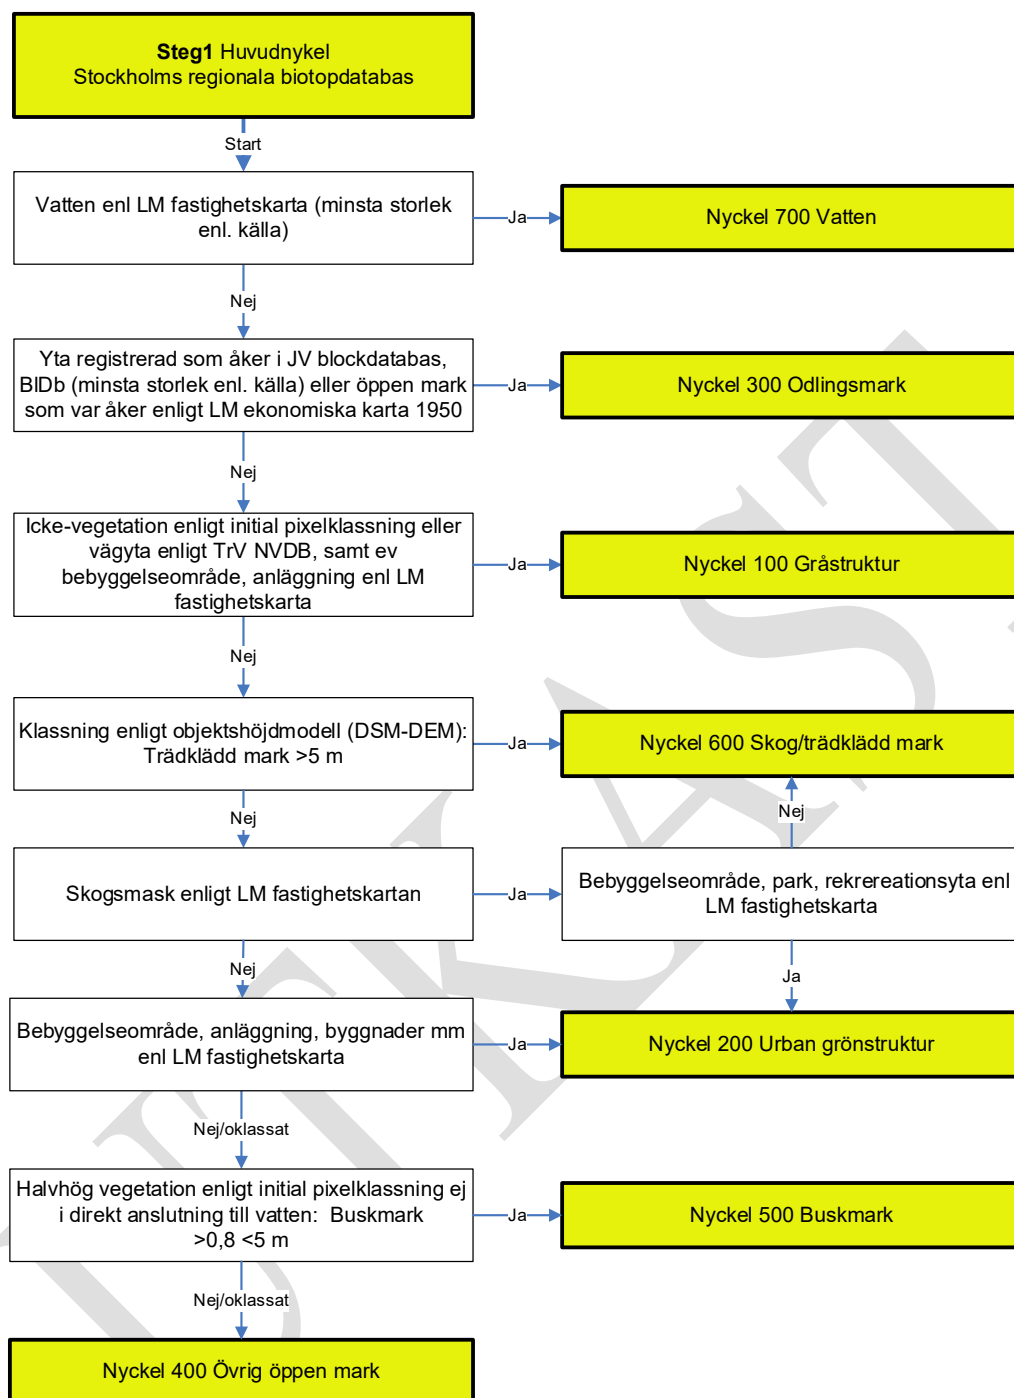 Steg1 Huvudnykel
Stockholms regionala biotopdatabas
Start
Vatten enl LM fastighetskarta (minsta storlek
enl. källa)
Ja
Nyckel 700 Vatten
Nej
Yta registrerad som åker i JV blockdatabas,
BIDb (minsta storlek enl. källa) eller öppen mark
som var åker enligt LM ekonomiska karta 1950
Ja
Nyckel 300 Odlingsmark
Nej
Icke-vegetation enligt initial pixelklassning eller
vägyta enligt TrV NVDB, samt ev
bebyggelseområde, anläggning enl LM
fastighetskarta
Ja
Nyckel 100 Gråstruktur
Nej
Klassning enligt objektshöjdmodell (DSM-DEM):
Trädklädd mark >5 m
Ja
Nyckel 600 Skog/trädklädd mark
Nej
Nej
Skogsmask enligt LM fastighetskartan
Ja
Bebyggelseområde, park, rekrereationsyta enl
LM fastighetskarta
Nej
Ja
Bebyggelseområde, anläggning, byggnader mm
enl LM fastighetskarta
Ja
Nyckel 200 Urban grönstruktur
Nej/oklassat
Halvhög vegetation enligt initial pixelklassning ej
i direkt anslutning till vatten: Buskmark
>0,8 <5 m
Ja
Nyckel 500 Buskmark
Nej/oklassat
Nyckel 400 Övrig öppen mark
UTKAST